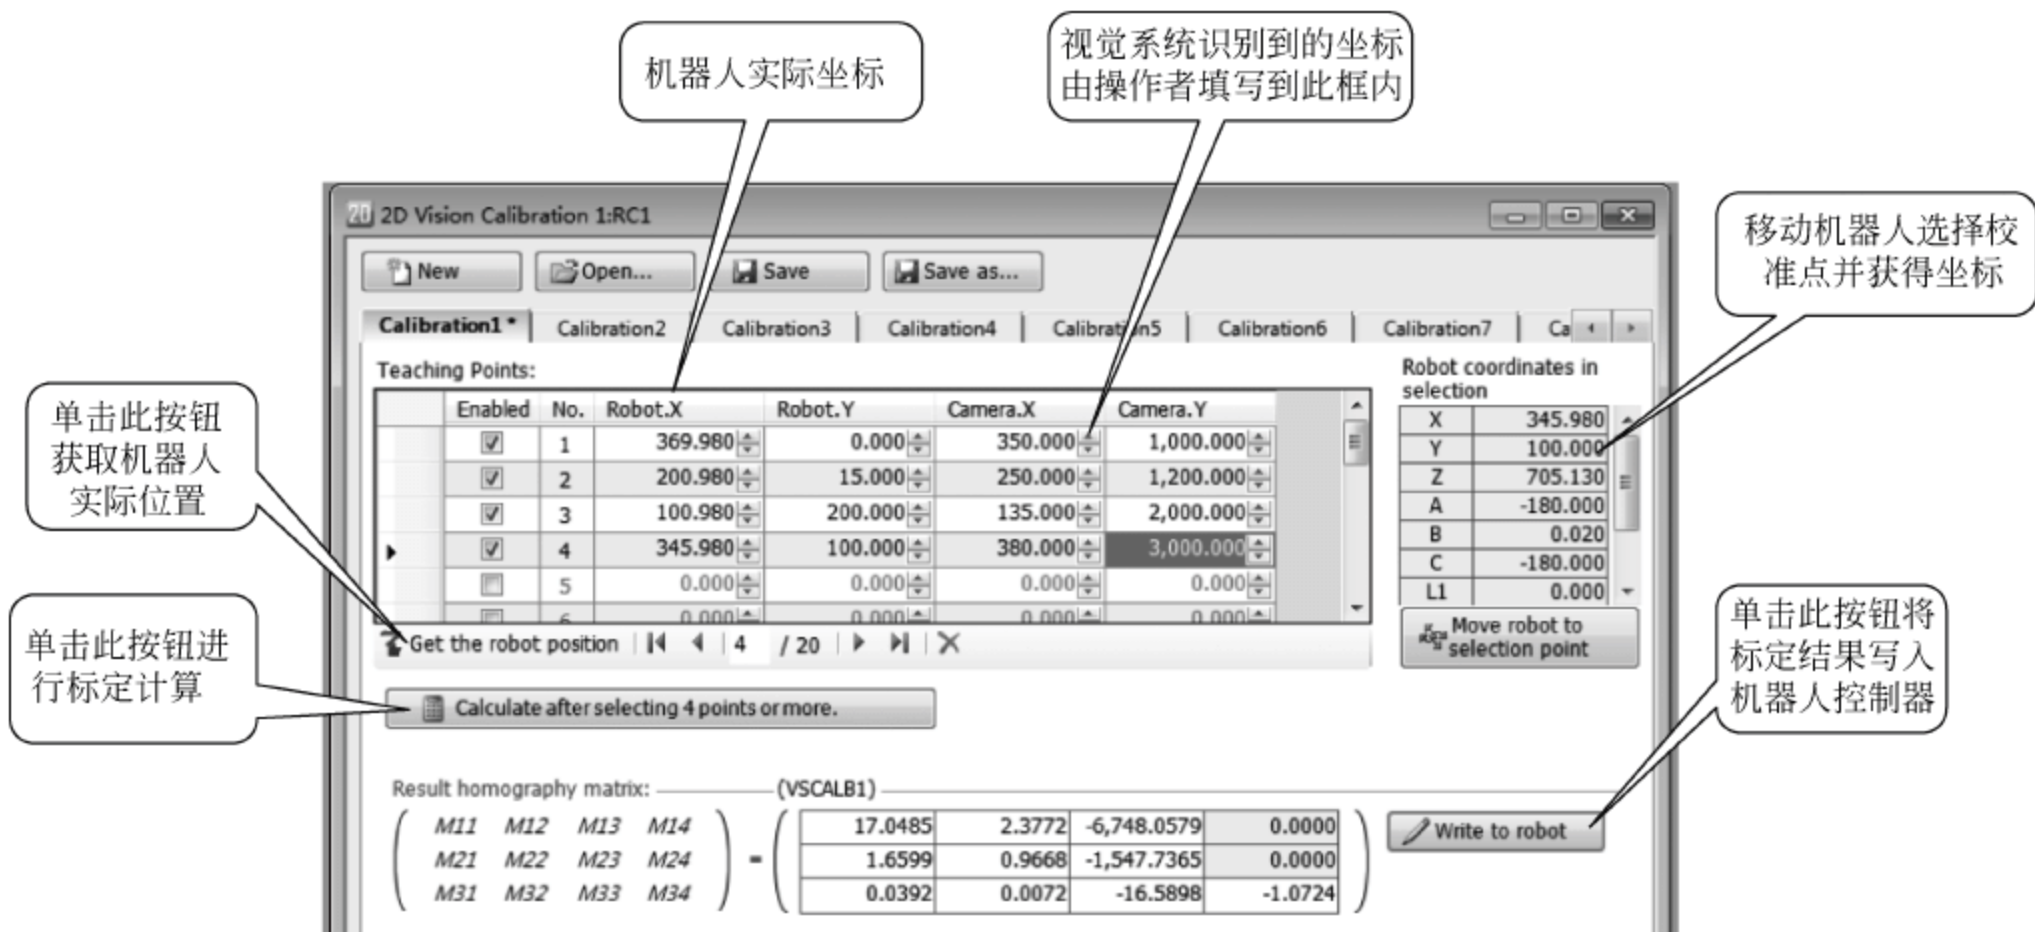 机器人实际坐标
视觉系统识别到的坐标
由操作者填写到此框内
2D 2D Vision Calibration 1:RC1
移动机器人选择校
准点并获得坐标
New Open... Save Save as...
Calibration1 * Calibration2 Calibration3 Calibration4 Calibration5 Calibration6 Calibration7 Ca
Teaching Points:
Enabled No. Robot.X Robot.Y Camera.X Camera.Y
1 369.980 0.000 350.000 1,000.000
2 200.980 15.000 250.000 1,200.000
3 100.980 200.000 135.000 2,000.000
4 345.980 100.000 380.000 3,000.000
5 0.000 0.000 0.000 0.000
6 0.000 0.000 0.000 0.000
Robot coordinates in
selection
X 345.980
Y 100.000
Z 705.130
A -180.000
B 0.020
C -180.000
L1 0.000
单击此按钮
获取机器人
实际位置
Get the robot position 4 / 20
Move robot to
selection point
单击此按钮进
行标定计算
Calculate after selecting 4 points or more.
单击此按钮将
标定结果写入
机器人控制器
Result homography matrix: (VSCALB1)
M11 M12 M13 M14 = 17.0485 2.3772 -6,748.0579 0.0000
M21 M22 M23 M24 1.6599 0.9668 -1,547.7365 0.0000
M31 M32 M33 M34 0.0392 0.0072 -16.5898 -1.0724
Write to robot